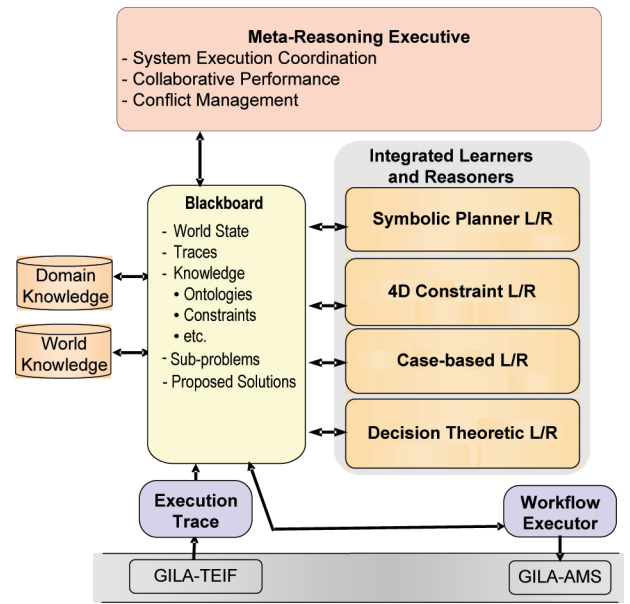 Meta-Reasoning Executive
- System Execution Coordination
- Collaborative Performance
- Conflict Management
Integrated Learners
and Reasoners
Blackboard
- World State
- Traces
- Knowledge
• Ontologies
• Constraints
• etc.
- Sub-problems
- Proposed Solutions
Symbolic Planner L/R
4D Constraint L/R
Case-based L/R
Decision Theoretic L/R
Domain
Knowledge
World
Knowledge
Execution
Trace
Workflow
Executor
GILA-TEIF
GILA-AMS